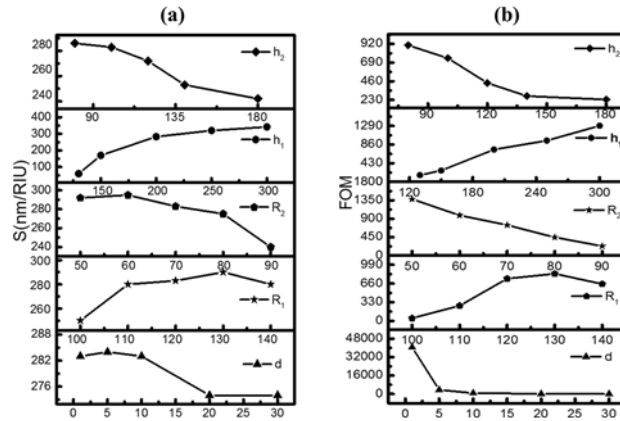 (a)
(b)
S(nm/RIU)
280
260
240
h2
90 135 180
400
300
200
100
h1
150 200 250 300
300
280
260
240
R2
50 60 70 80 90
300
280
260
R1
100 110 120 130 140
288
282
276
d
0 5 10 15 20 25 30
FOM
920
690
460
230
h2
90 120 150 180
1290
860
430
h1
120 160 200 240 300
1800
1350
900
450
0
R2
50 60 70 80 90
990
660
330
0
R1
100 110 120 130 140
48000
32000
16000
0
d
0 5 10 15 20 25 30